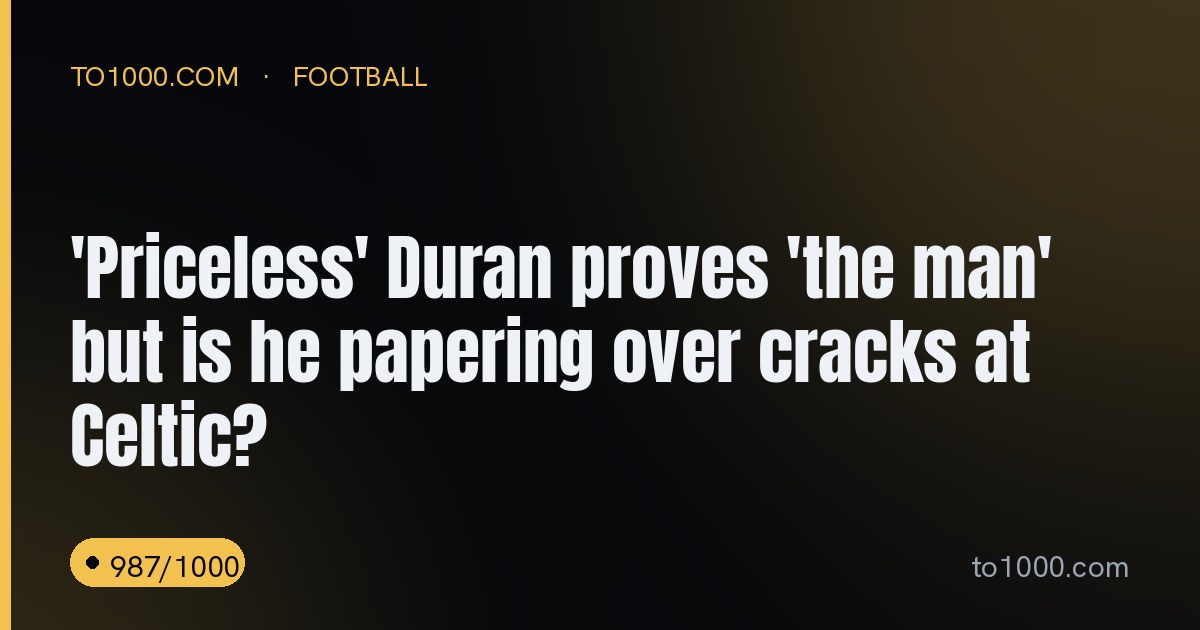 TO1000.COM · FOOTBALL
'Priceless' Duran proves 'the man'
but is he papering over cracks at
Celtic?
987/1000
to1000.com